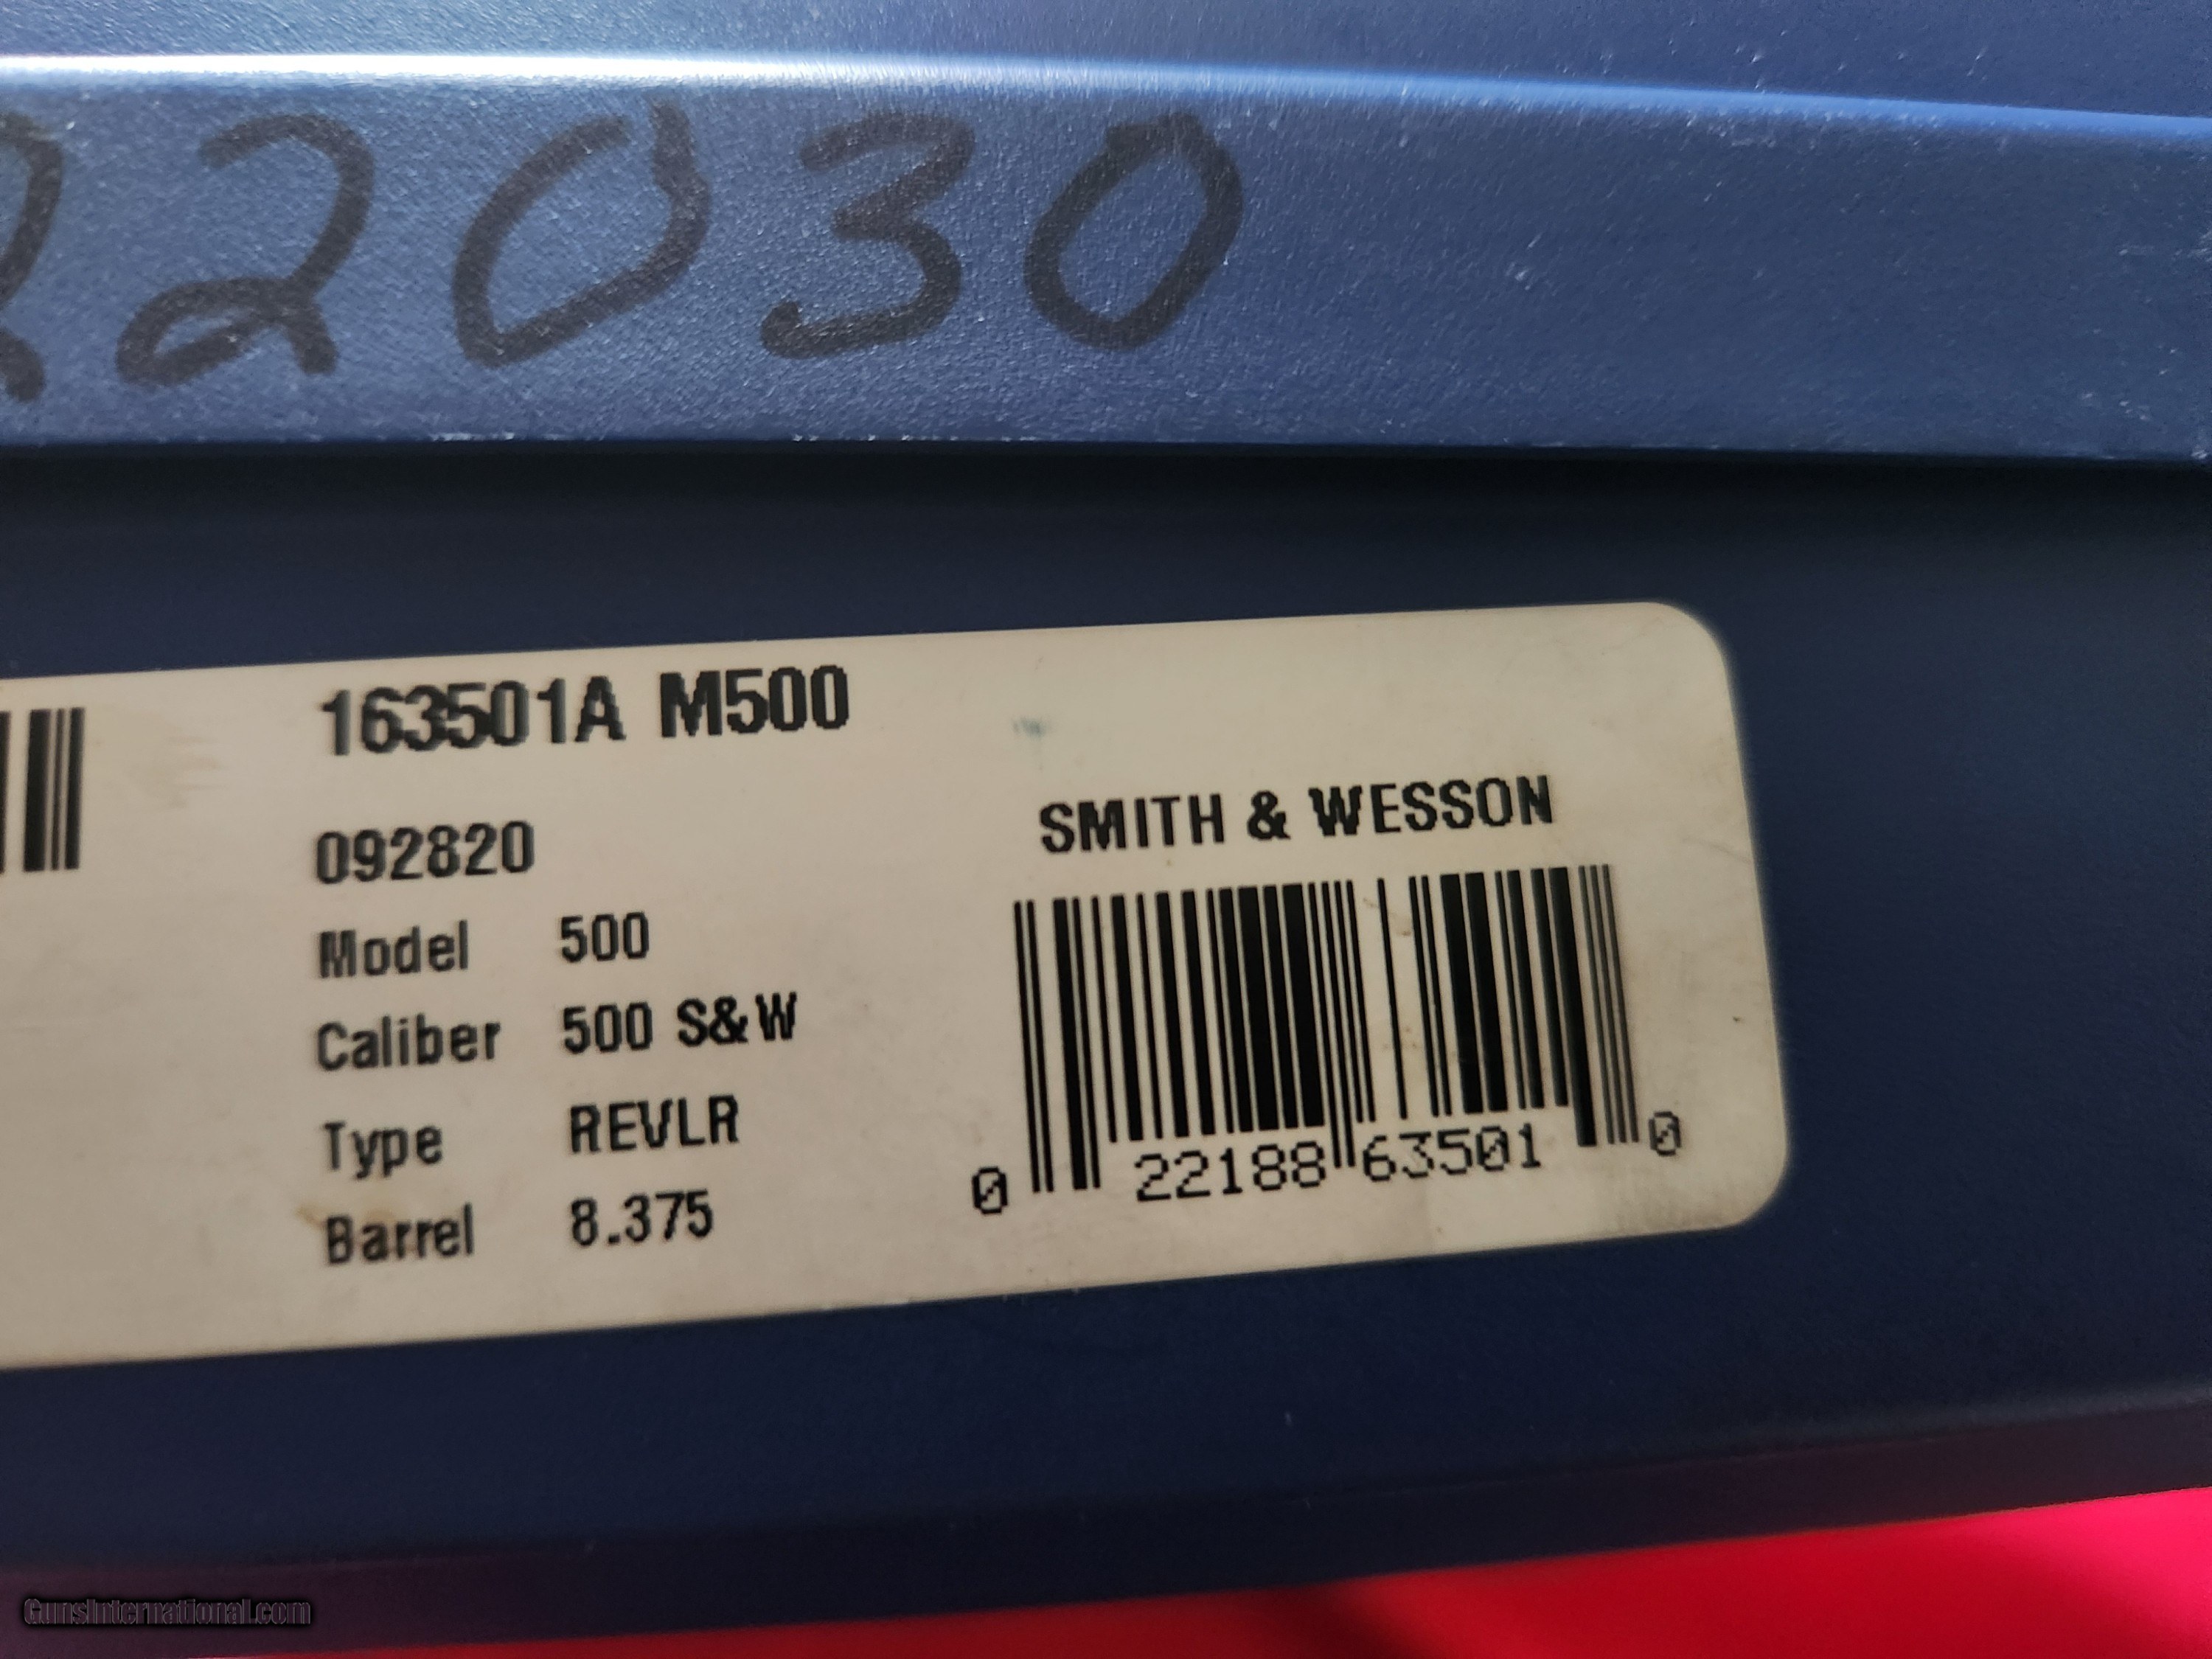 22030
163501A M500
092820
Model 500
Caliber 500 S&W
Type REVLR
Barrel 8.375
SMITH & WESSON
0 22188 63501 0
GunsInternational.com